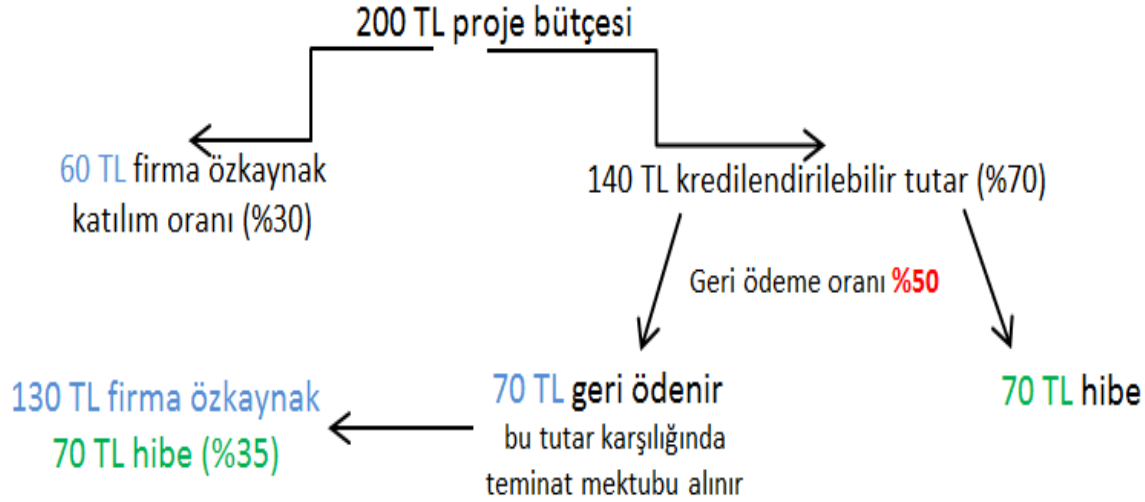 200 TL proje bütçesi
60 TL firma özkaynak
katılım oranı (%30)
140 TL kredilendirilebilir tutar (%70)
Geri ödeme oranı %50
130 TL firma özkaynak
70 TL hibe (%35)
70 TL geri ödenir
bu tutar karşılığında
teminat mektubu alınır
70 TL hibe